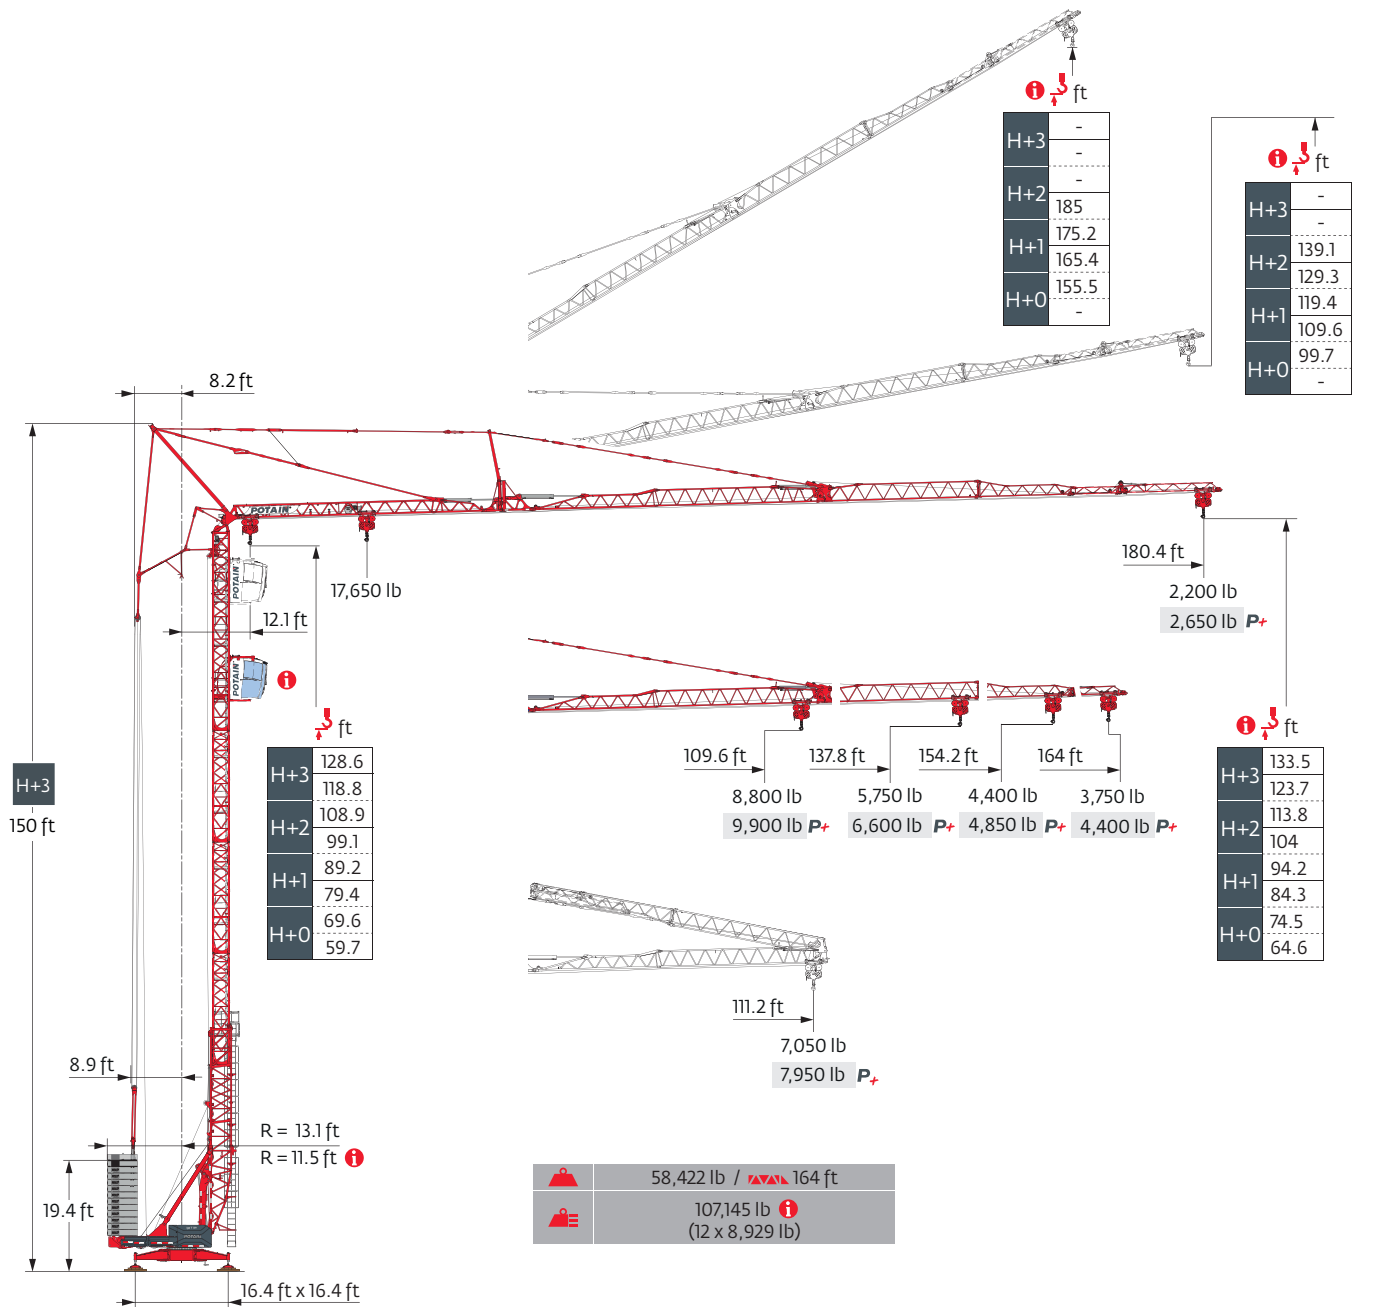 ft
H+3
-
-
H+2
-
185
H+1
175.2
165.4
H+0
155.5
-
ft
H+3
-
-
H+2
139.1
129.3
H+1
119.4
109.6
H+0
99.7
-
8.2 ft
POTAIN
17,650 lb
POTAIN
12.1 ft
POTAIN
i
180.4 ft
2,200 lb
2,650 lb P+
ft
H+3
128.6
118.8
H+2
108.9
99.1
H+1
89.2
79.4
H+0
69.6
59.7
H+3
150 ft
109.6 ft
8,800 lb
9,900 lb P+
137.8 ft
5,750 lb
6,600 lb P+
154.2 ft
4,400 lb
4,850 lb P+
164 ft
3,750 lb
4,400 lb P+
i ft
H+3
133.5
123.7
H+2
113.8
104
H+1
94.2
84.3
H+0
74.5
64.6
111.2 ft
7,050 lb
7,950 lb P+
8.9 ft
R = 13.1 ft
R = 11.5 ft i
19.4 ft
16.4 ft x 16.4 ft
58,422 lb / 164 ft
107,145 lb i
(12 x 8,929 lb)